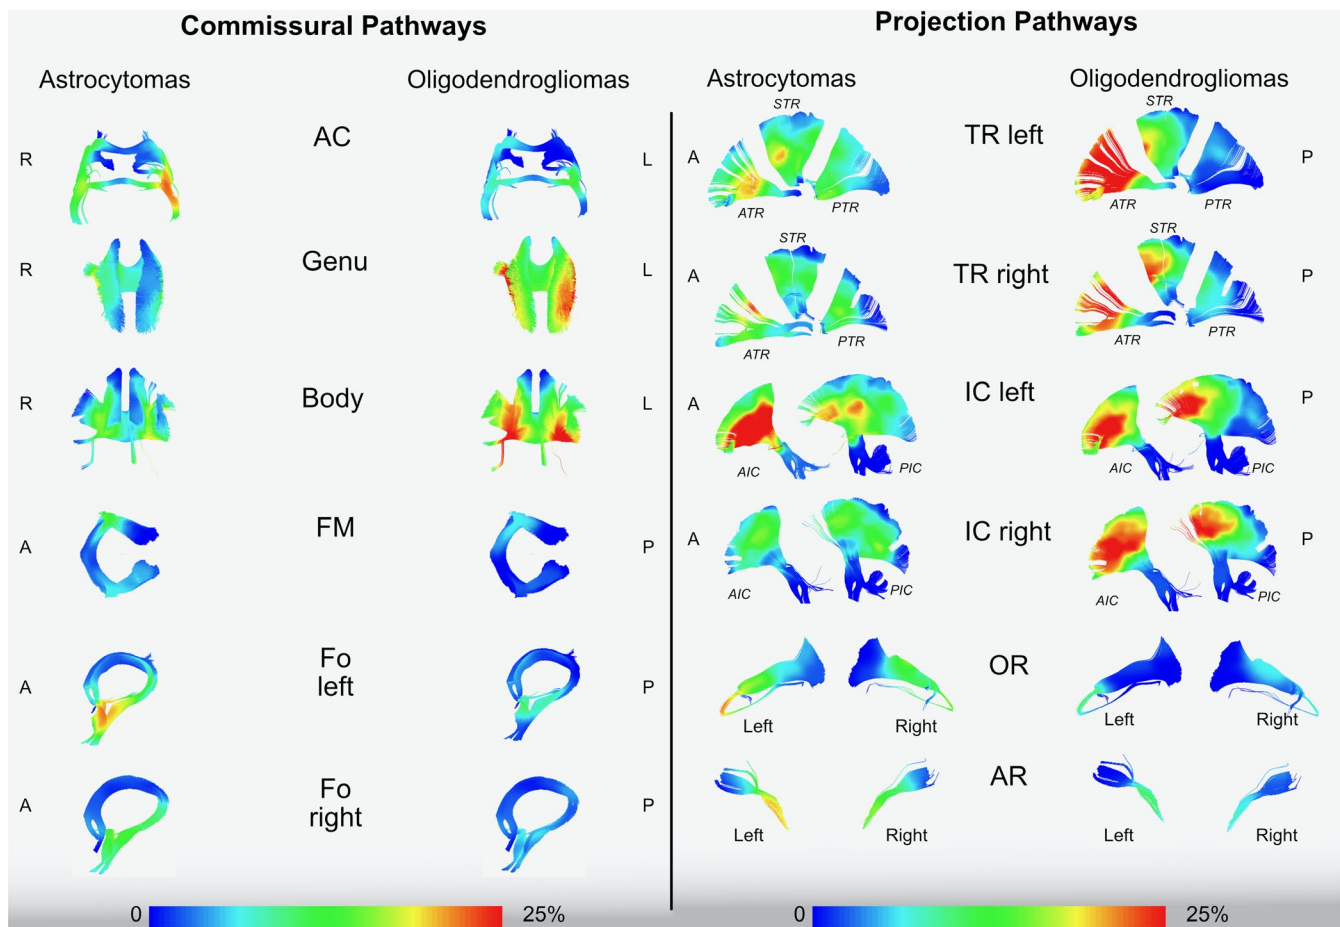 Commissural Pathways
Astrocytomas
Oligodendrogliomas
R
AC
L
R
Genu
L
R
Body
L
A
FM
P
A
Fo
left
P
A
Fo
right
P
0
25%
Projection Pathways
Astrocytomas
Oligodendrogliomas
STR
STR
A
TR left
P
ATR
PTR
ATR
PTR
STR
STR
A
TR right
P
ATR
PTR
ATR
PTR
A
IC left
P
AIC
PIC
AIC
PIC
A
IC right
P
AIC
PIC
AIC
PIC
OR
Left
Right
Left
Right
AR
Left
Right
Left
Right
0
25%